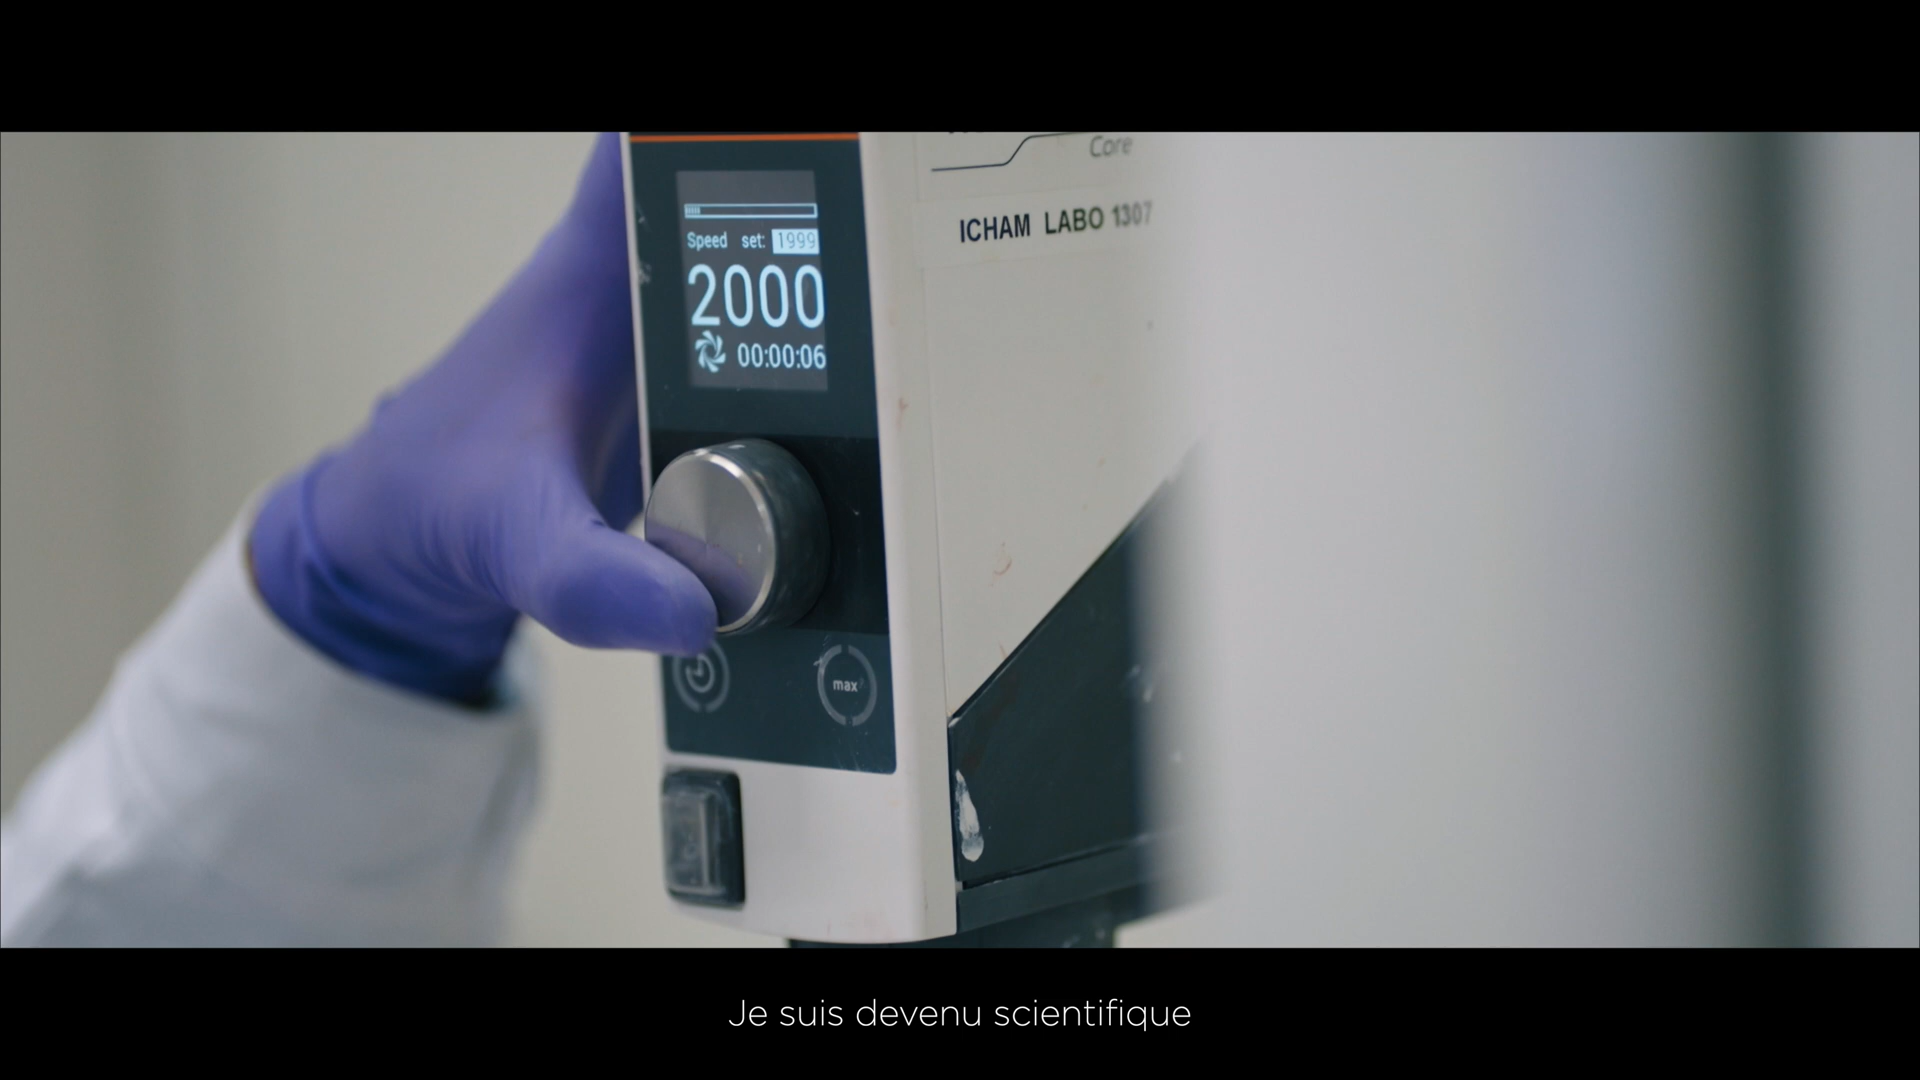 Core
ICHAM LABO 1307
Speed set: 1999
2000
00:00:06
max
Je suis devenu scientifique